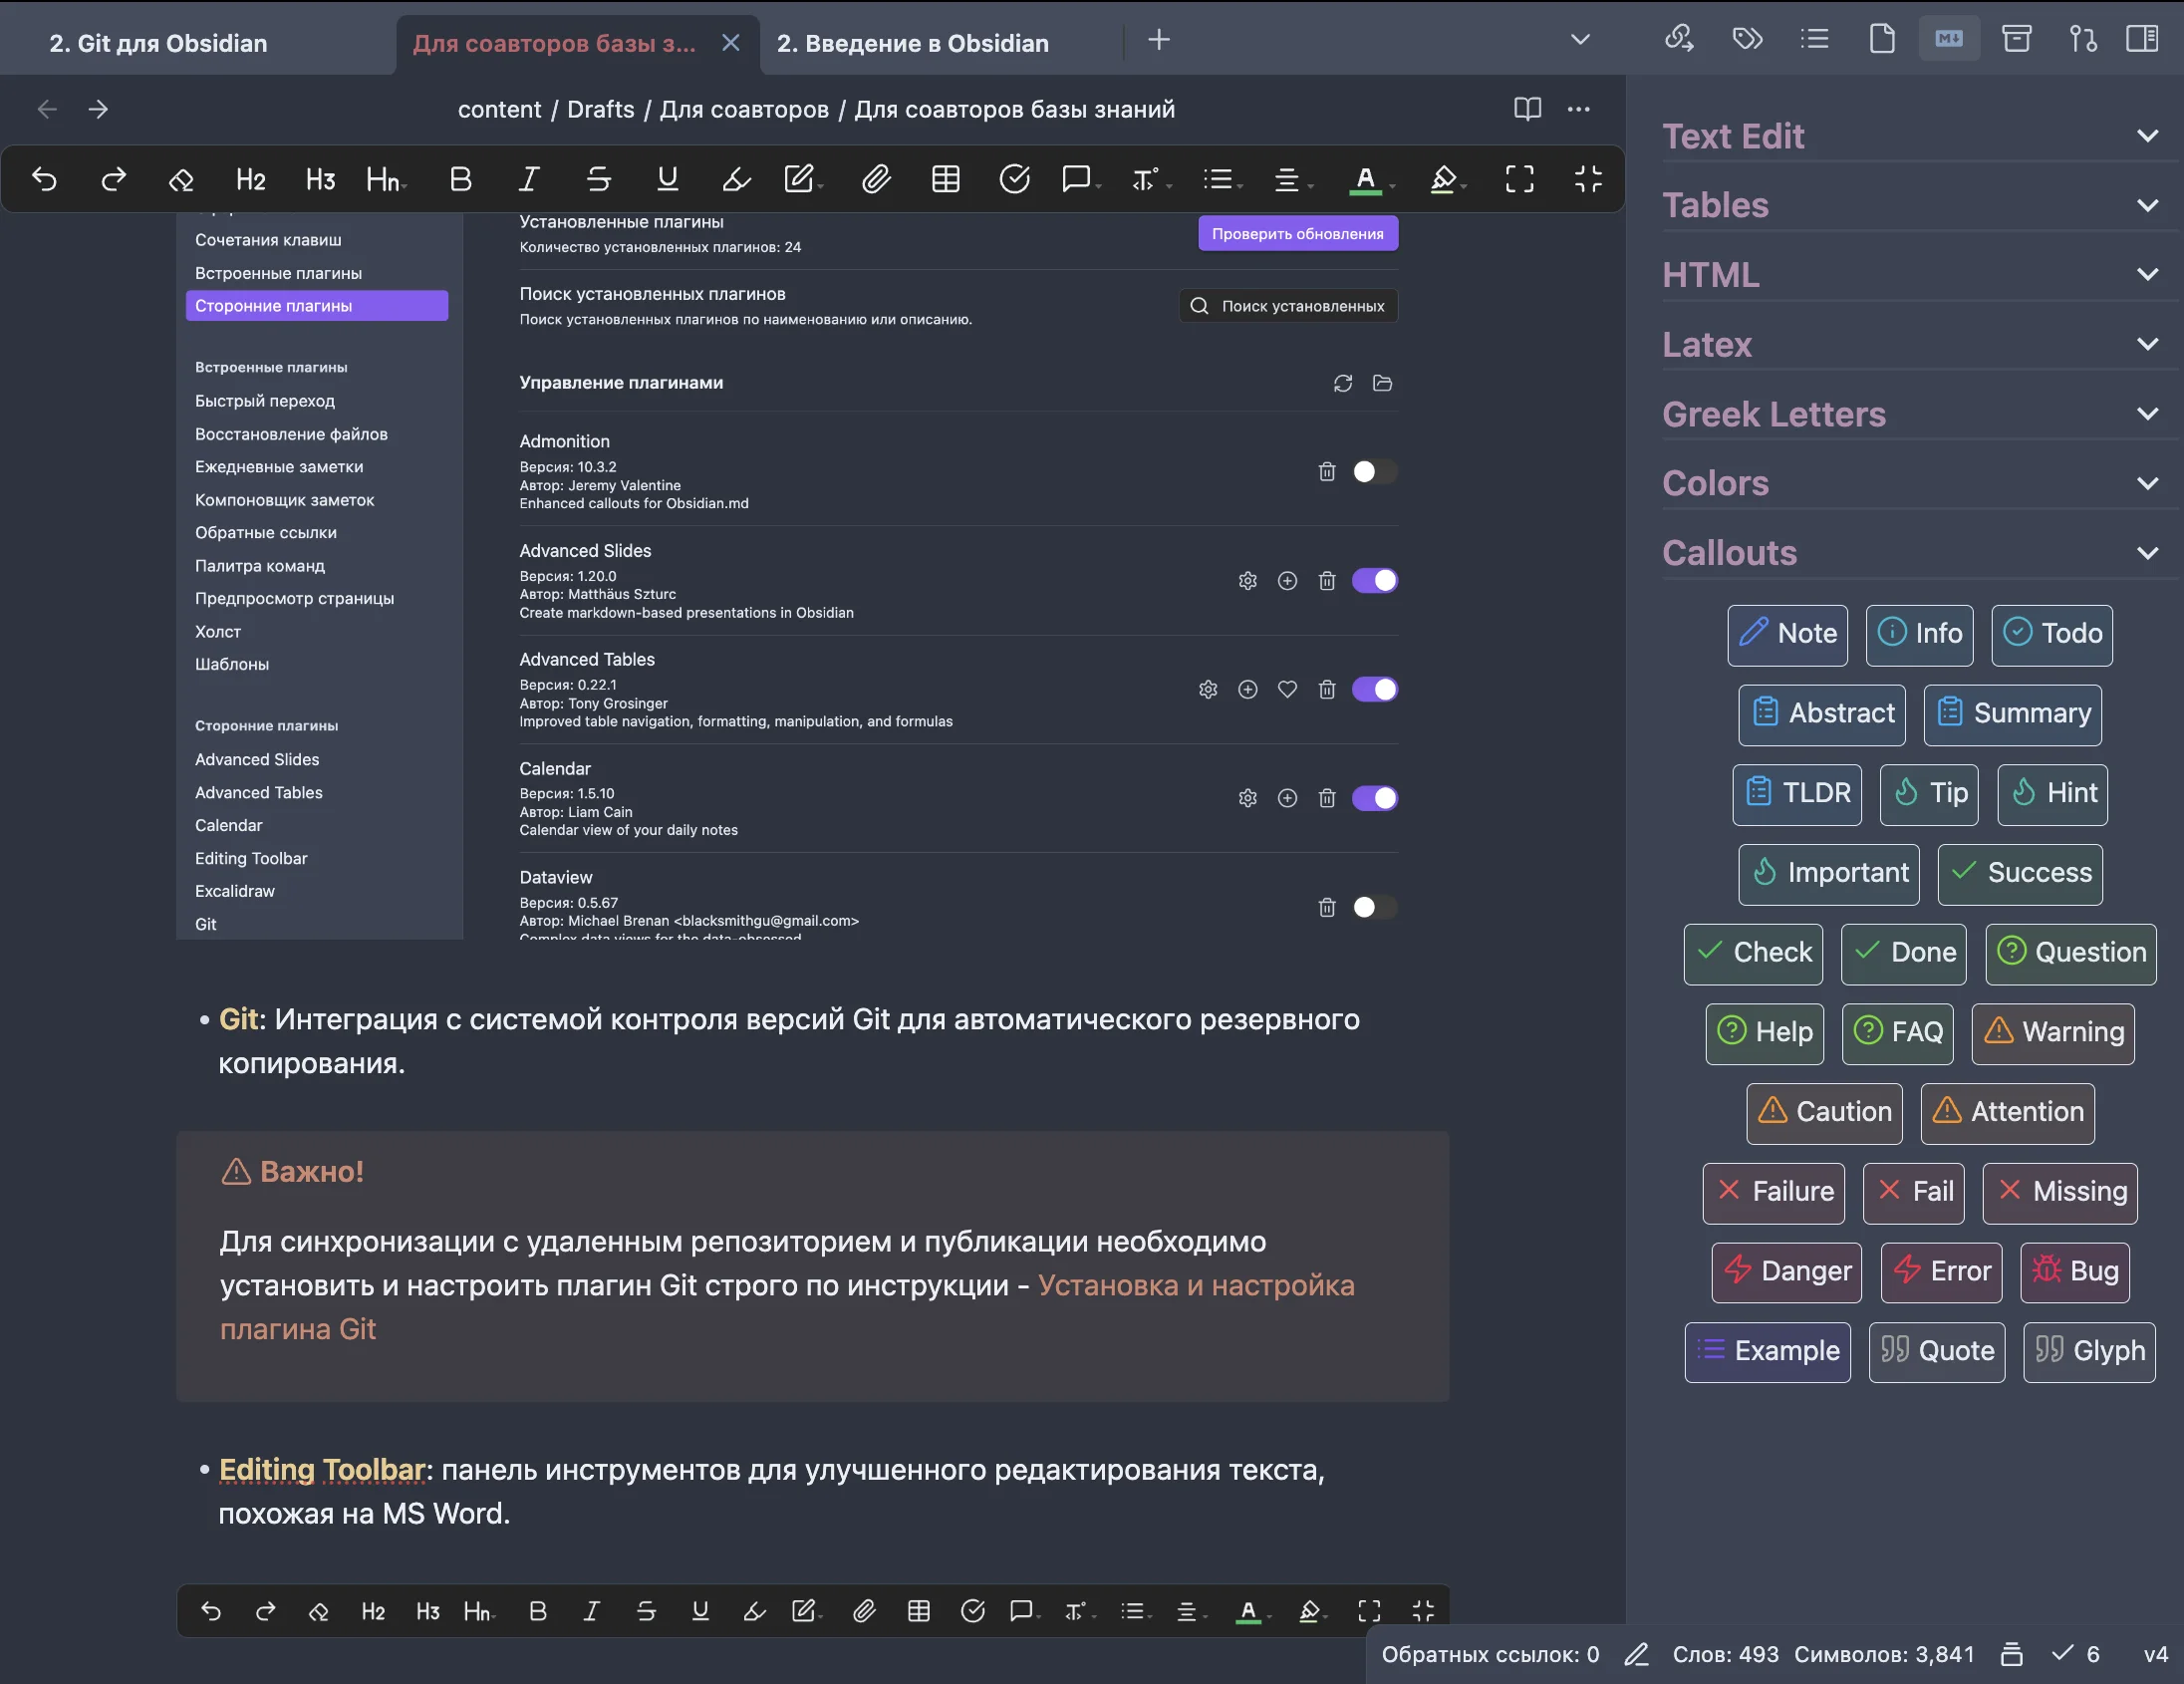 2. Git для Obsidian
Для соавторов базы з...
2. Введение в Obsidian
content / Drafts / Для соавторов / Для соавторов базы знаний
H2 H3 Hn B I S U A
Сочетания клавиш
Встроенные плагины
Сторонние плагины
Встроенные плагины
Быстрый переход
Восстановление файлов
Ежедневные заметки
Компоновщик заметок
Обратные ссылки
Палитра команд
Предпросмотр страницы
Холст
Шаблоны
Сторонние плагины
Advanced Slides
Advanced Tables
Calendar
Editing Toolbar
Excalidraw
Git
Установленные плагины
Количество установленных плагинов: 24
Проверить обновления
Поиск установленных плагинов
Поиск установленных плагинов по наименованию или описанию.
Поиск установленных
Управление плагинами
Admonition
Версия: 10.3.2
Автор: Jeremy Valentine
Enhanced callouts for Obsidian.md
Advanced Slides
Версия: 1.20.0
Автор: Matthäus Szturc
Create markdown-based presentations in Obsidian
Advanced Tables
Версия: 0.22.1
Автор: Tony Grosinger
Improved table navigation, formatting, manipulation, and formulas
Calendar
Версия: 1.5.10
Автор: Liam Cain
Calendar view of your daily notes
Dataview
Версия: 0.5.67
Автор: Michael Brenan <blacksmithgu@gmail.com>
Complex data views for the data-obsessed
• Git: Интеграция с системой контроля версий Git для автоматического резервного
копирования.
Важно!
Для синхронизации с удаленным репозиторием и публикации необходимо
установить и настроить плагин Git строго по инструкции - Установка и настройка
плагина Git
• Editing Toolbar: панель инструментов для улучшенного редактирования текста,
похожая на MS Word.
H2 H3 Hn B I S U A
M↓
Text Edit
Tables
HTML
Latex
Greek Letters
Colors
Callouts
Note Info Todo
Abstract Summary
TLDR Tip Hint
Important Success
Check Done Question
Help FAQ Warning
Caution Attention
Failure Fail Missing
Danger Error Bug
Example Quote Glyph
Обратных ссылок: 0 Слов: 493 Символов: 3,841 6 v4